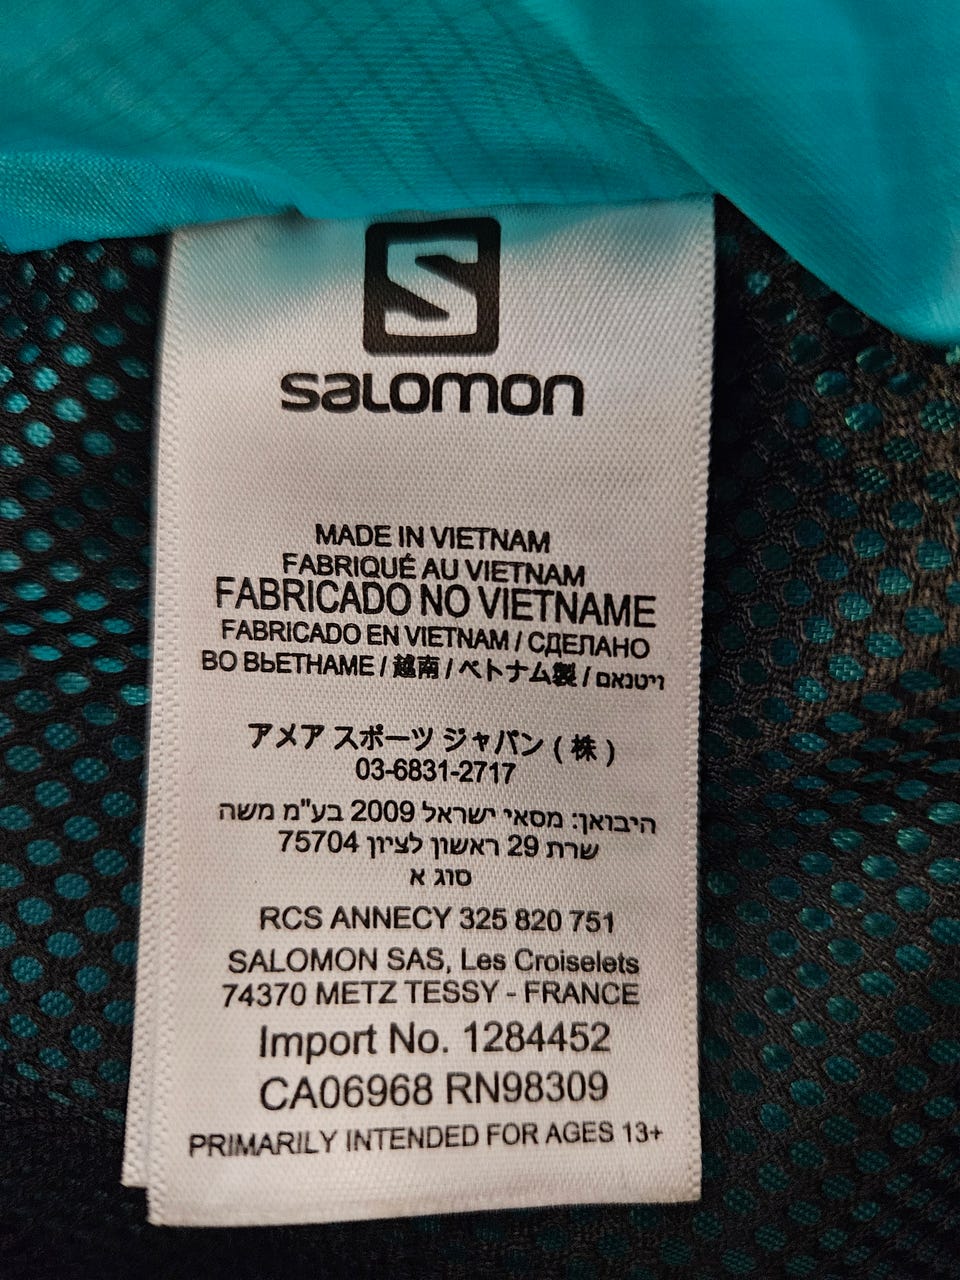 S
salomon
MADE IN VIETNAM
FABRIQUÉ AU VIETNAM
FABRICADO NO VIETNAME
FABRICADO EN VIETNAM / СДЕЛАНО
ВО ВЬЕТНАМЕ / 越南 / ベトナム製 / וייטנאם
アメア スポーツ ジャパン ( 株 )
03-6831-2717
היבואן: מסאי ישראל 2009 בע"מ משה
שרת 29 ראשון לציון 75704
סוג א
RCS ANNECY 325 820 751
SALOMON SAS, Les Croiselets
74370 METZ TESSY - FRANCE
Import No. 1284452
CA06968 RN98309
PRIMARILY INTENDED FOR AGES 13+